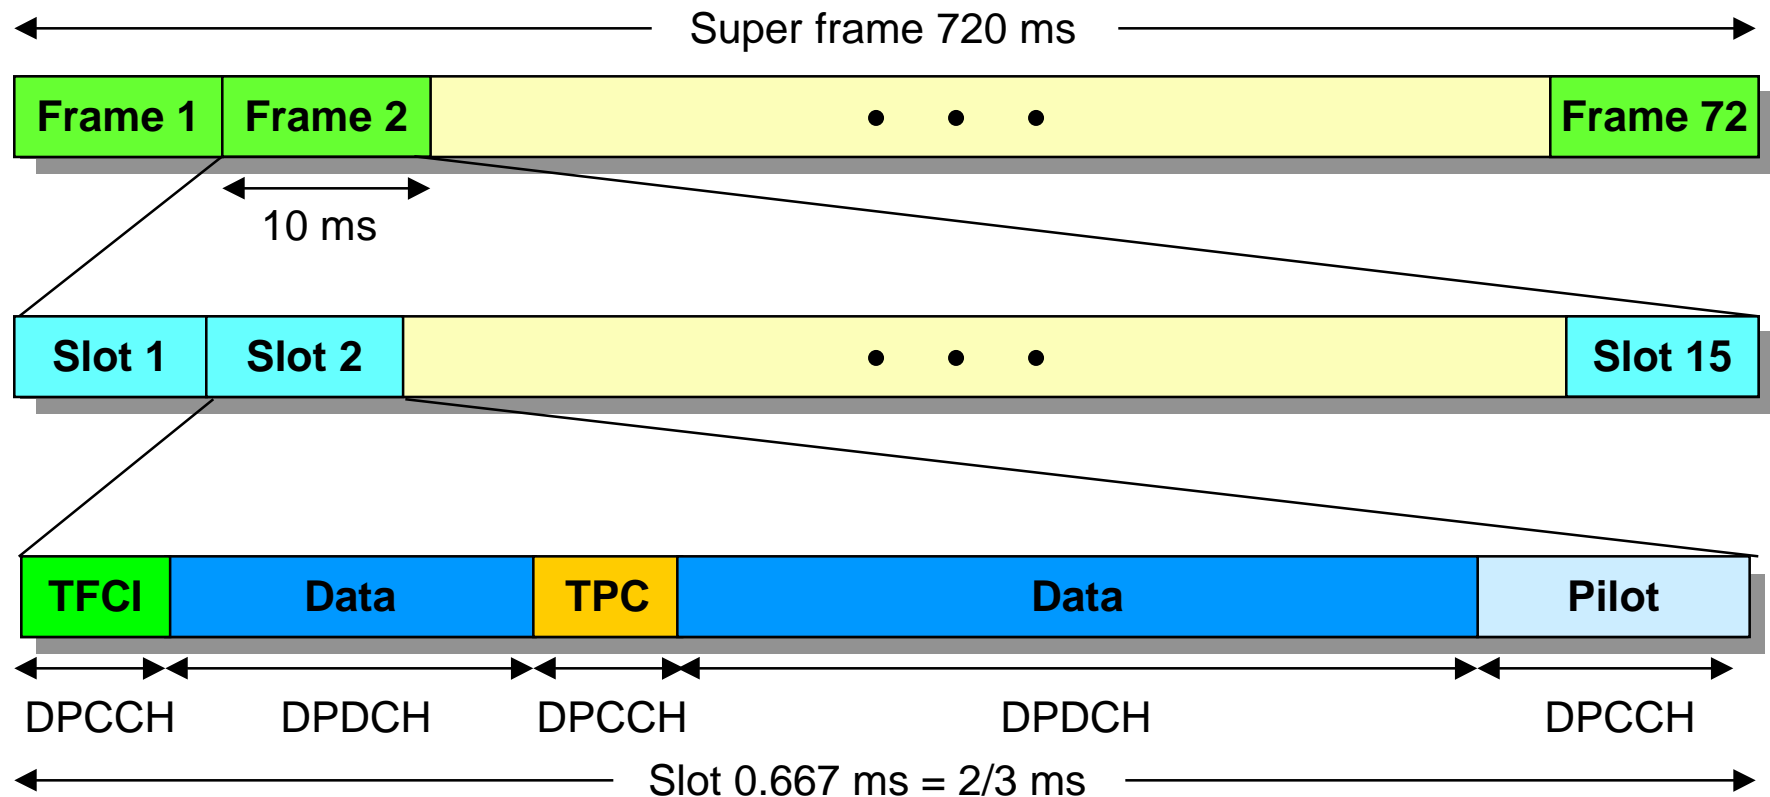 Super frame 720 ms
Frame 1 Frame 2 • • • Frame 72
10 ms
Slot 1 Slot 2 • • • Slot 15
TFCI Data TPC Data Pilot
DPCCH DPDCH DPCCH DPDCH DPCCH
Slot 0.667 ms = 2/3 ms